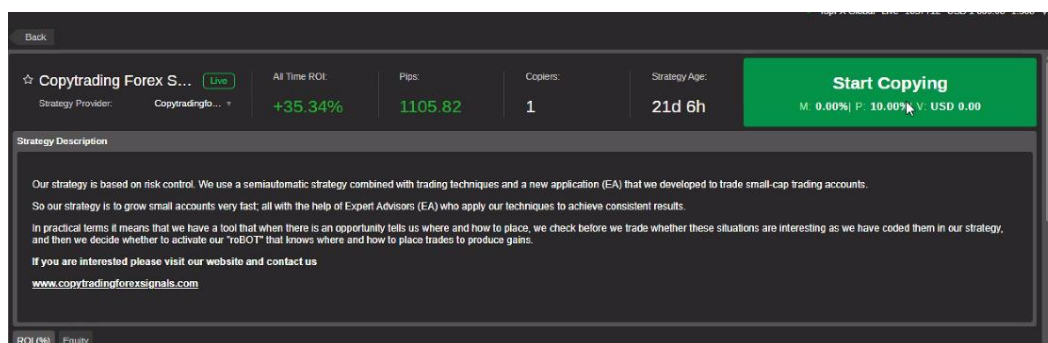 Back
Copytrading Forex S... Live
Strategy Provider: Copytradingfo...
All Time ROI:
+35.34%
Pips:
1105.82
Copiers:
1
Strategy Age:
21d 6h
Start Copying
M: 0.00%| P: 10.00%| V: USD 0.00
Strategy Description
Our strategy is based on risk control. We use a semiautomatic strategy combined with trading techniques and a new application (EA) that we developed to trade small-cap trading accounts.
So our strategy is to grow small accounts very fast; all with the help of Expert Advisors (EA) who apply our techniques to achieve consistent results.
In practical terms it means that we have a tool that when there is an opportunity tells us where and how to place, we check before we trade whether these situations are interesting as we have coded them in our strategy,
and then we decide whether to activate our "roBOT" that knows where and how to place trades to produce gains.
If you are interested please visit our website and contact us
www.copytradingforexsignals.com
ROI (%) Equity